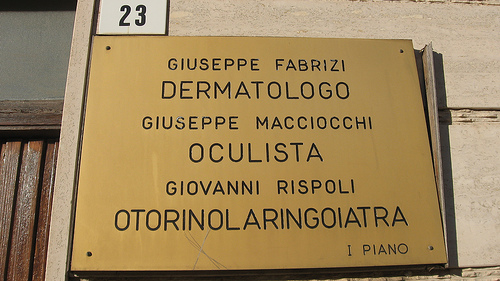 23
GIUSEPPE FABRIZI
DERMATOLOGO
GIUSEPPE MACCIOCCHI
OCULISTA
GIOVANNI RISPOLI
OTORINOLARINGOIATRA
I PIANO